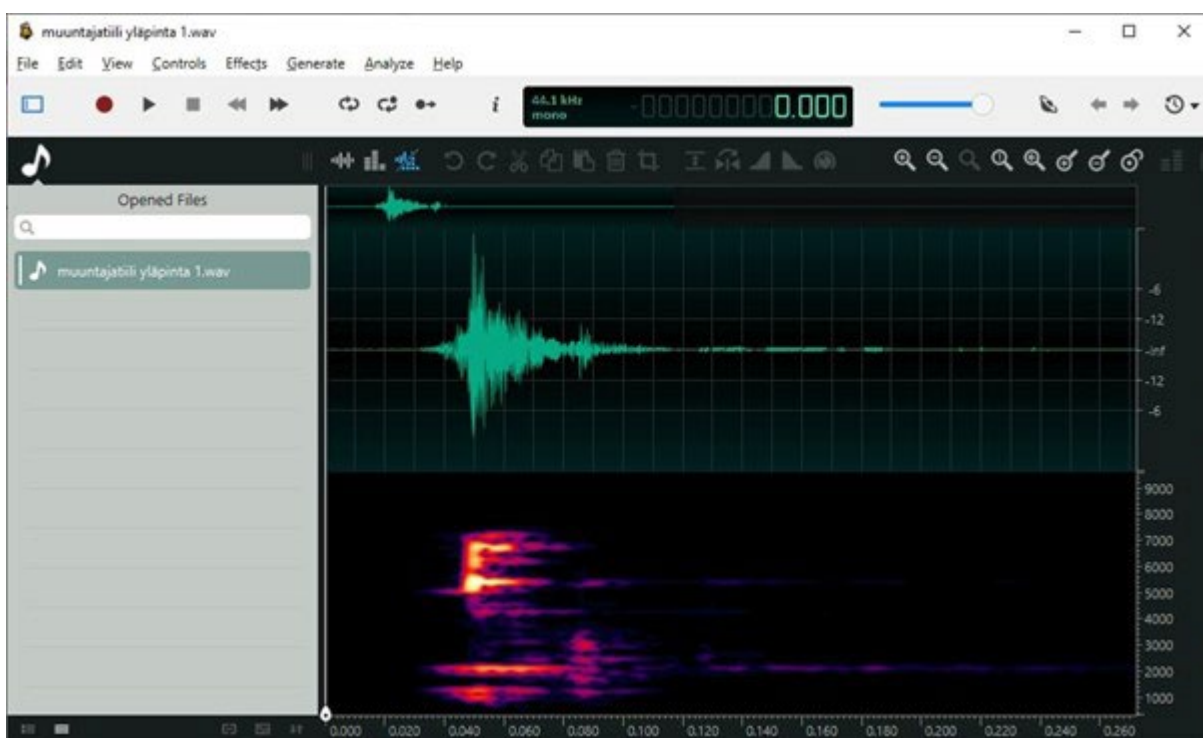 muuntajatiili yläpinta 1.wav
File Edit View Controls Effects Generate Analyze Help
44.1 kHz
mono
-000000000.000
Opened Files
muuntajatiili yläpinta 1.wav
-6
-12
-Inf
-12
-6
9000
8000
7000
6000
5000
4000
3000
2000
1000
0.000 0.020 0.040 0.060 0.080 0.100 0.120 0.140 0.160 0.180 0.200 0.220 0.240 0.260